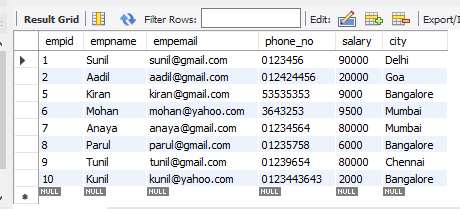 Result Grid Filter Rows: Edit: Export/I
empid empname empemail phone_no salary city
1 Sunil sunil@gmail.com 0123456 90000 Delhi
2 Aadil aadil@gmail.com 012424456 20000 Goa
5 Kiran kiran@gmail.com 53535353 9000 Bangalore
6 Mohan mohan@yahoo.com 3643253 9500 Mumbai
7 Anaya anaya@gmail.com 01234564 80000 Mumbai
8 Parul parul@gmail.com 01235758 6000 Bangalore
9 Tunil tunil@gmail.com 01239654 80000 Chennai
10 Kunil kunil@yahoo.com 0123443643 2000 Bangalore
NULL NULL NULL NULL NULL NULL